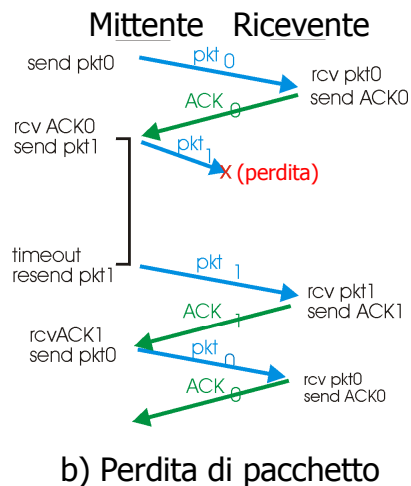 Mittente Ricevente
send pkt0
pkt 0
rcv pkt0
send ACK0
ACK 0
rcv ACK0
send pkt1
pkt 1
X (perdita)
timeout
resend pkt1
pkt 1
rcv pkt1
send ACK1
ACK 1
rcvACK1
send pkt0
pkt 0
rcv pkt0
send ACK0
ACK 0
b) Perdita di pacchetto